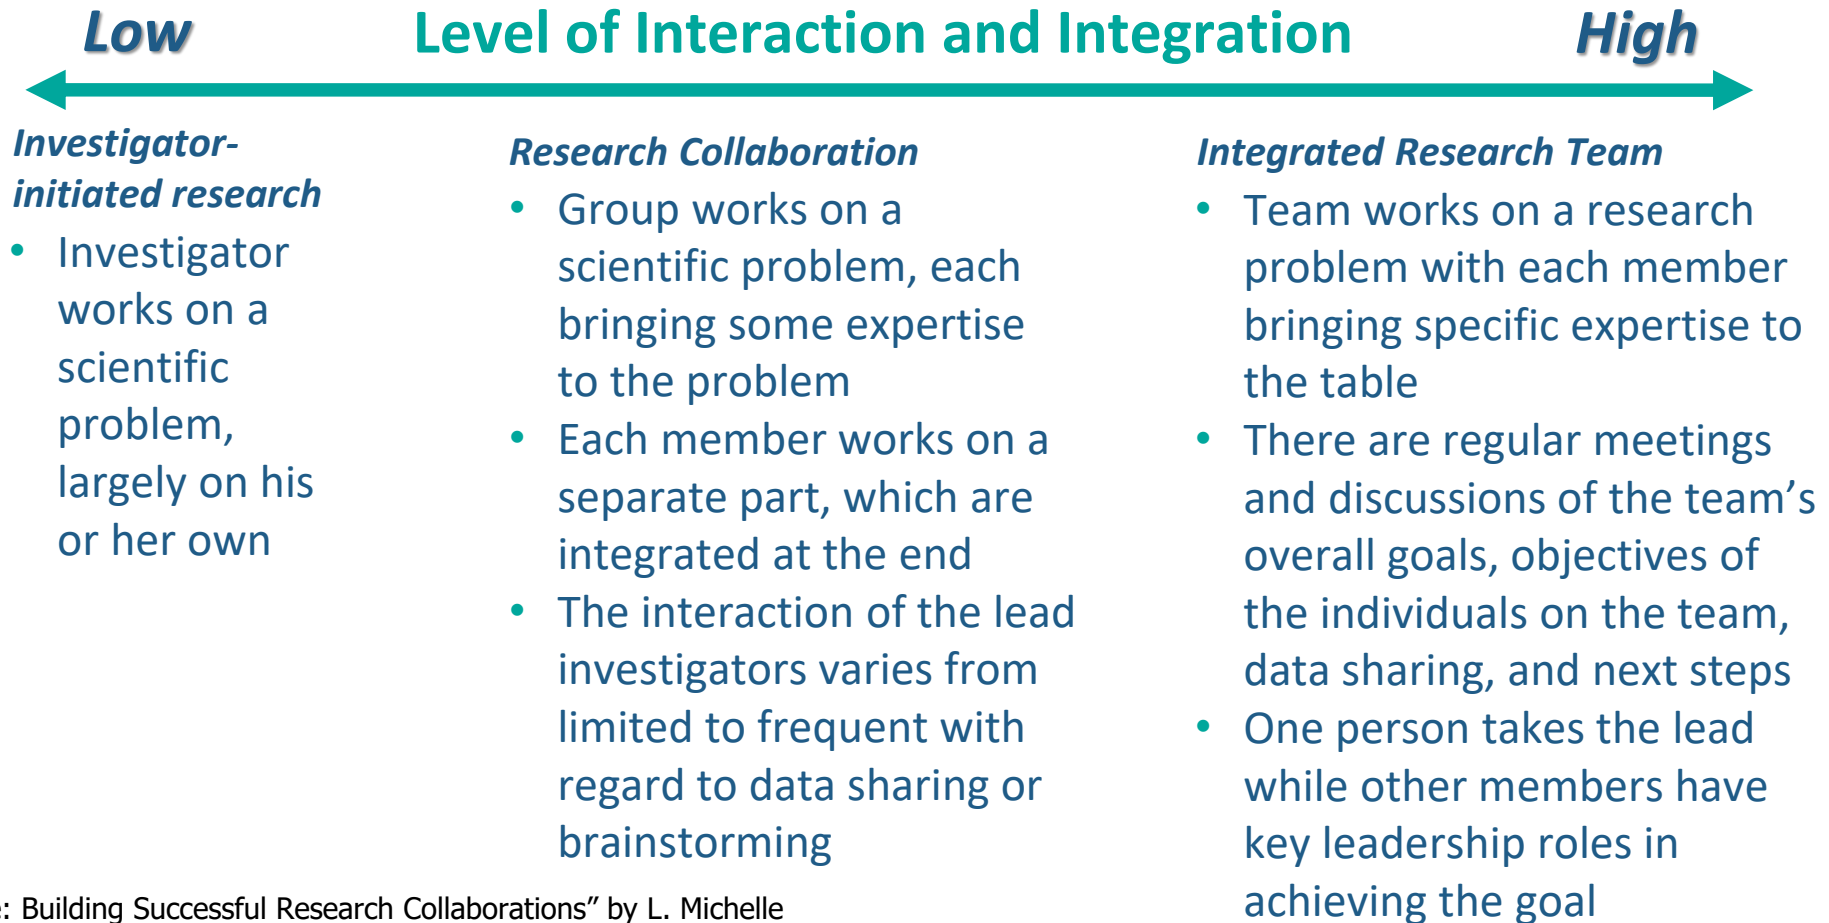 Low Level of Interaction and Integration High
Investigator-
initiated research
• Investigator
works on a
scientific
problem,
largely on his
or her own
Research Collaboration
• Group works on a
scientific problem, each
bringing some expertise
to the problem
• Each member works on a
separate part, which are
integrated at the end
• The interaction of the lead
investigators varies from
limited to frequent with
regard to data sharing or
brainstorming
Integrated Research Team
• Team works on a research
problem with each member
bringing specific expertise to
the table
• There are regular meetings
and discussions of the team’s
overall goals, objectives of
the individuals on the team,
data sharing, and next steps
• One person takes the lead
while other members have
key leadership roles in
achieving the goal
: Building Successful Research Collaborations” by L. Michelle